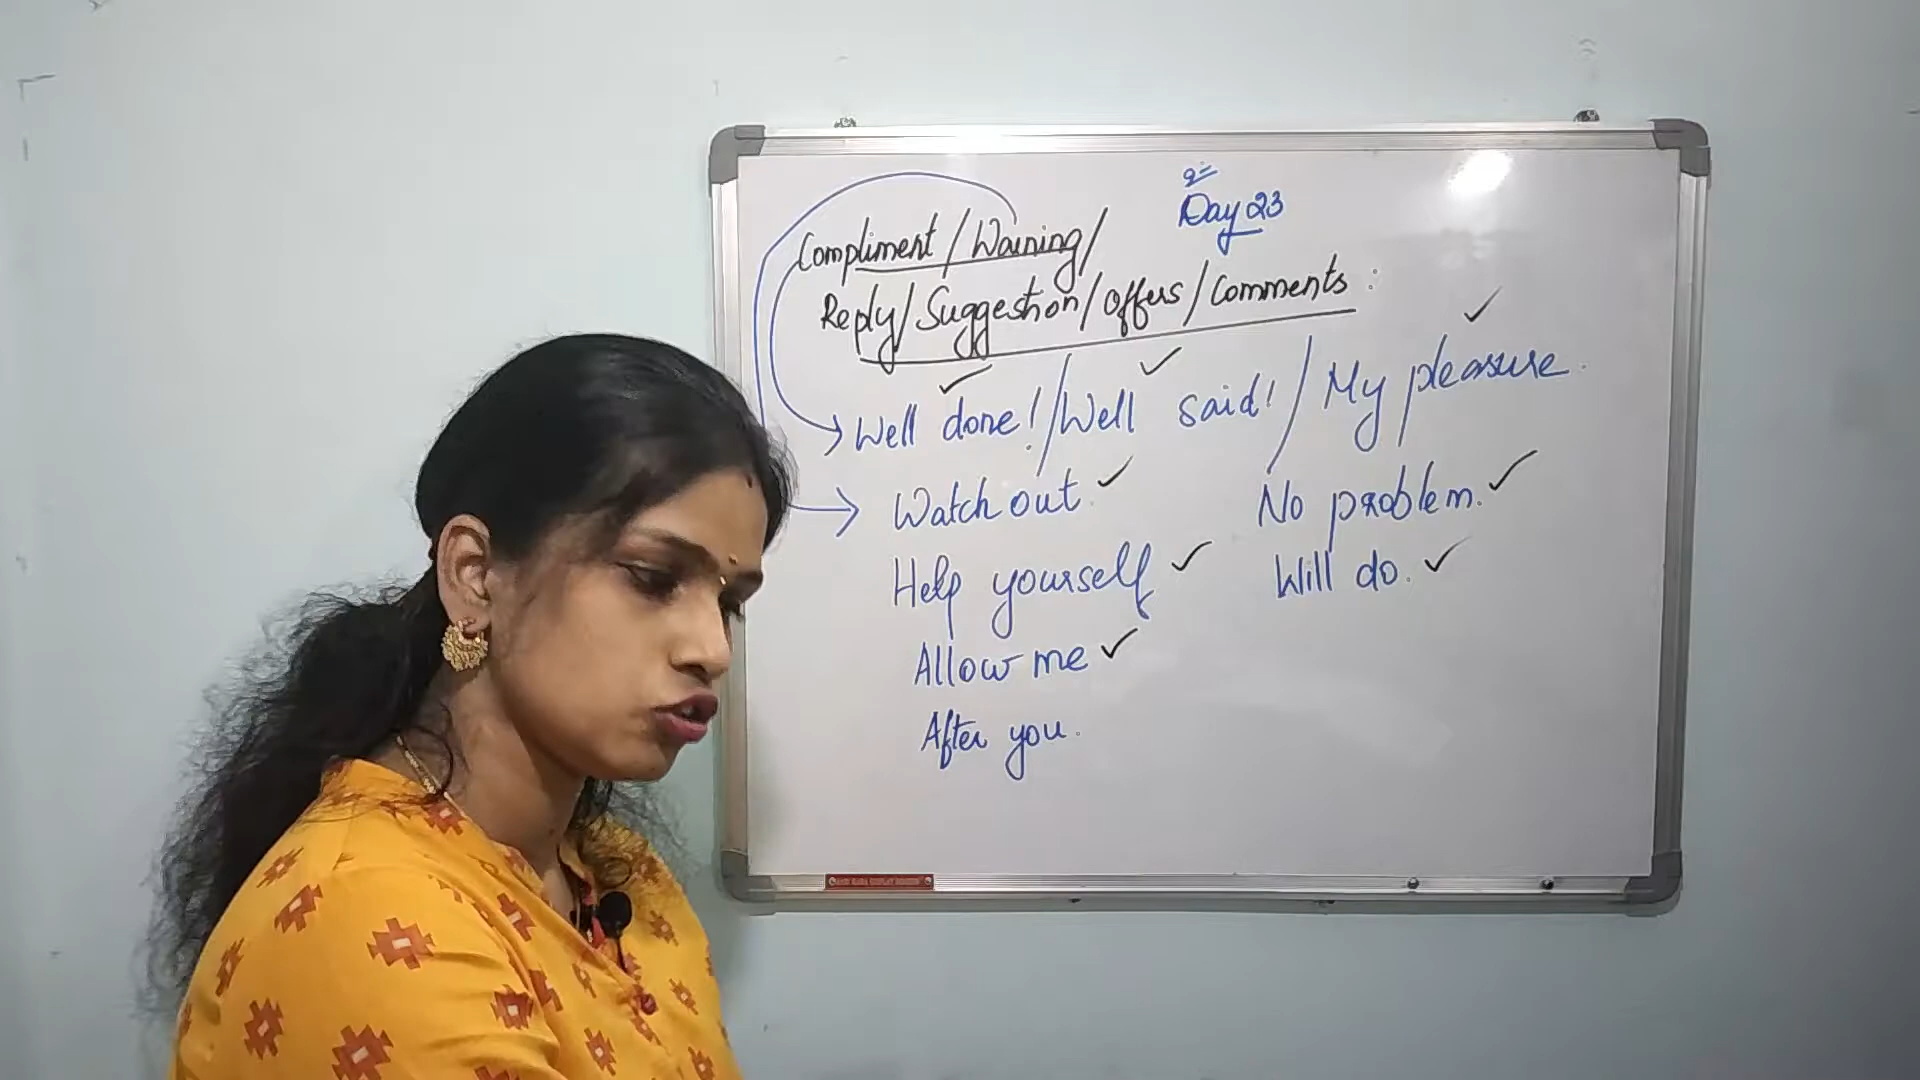 Day 23
Compliment / Warning /
Reply / Suggestion / Offers / Comments :
Well done! / Well said! / My pleasure.
Watch out. No problem.
Help yourself Will do.
Allow me
After you.